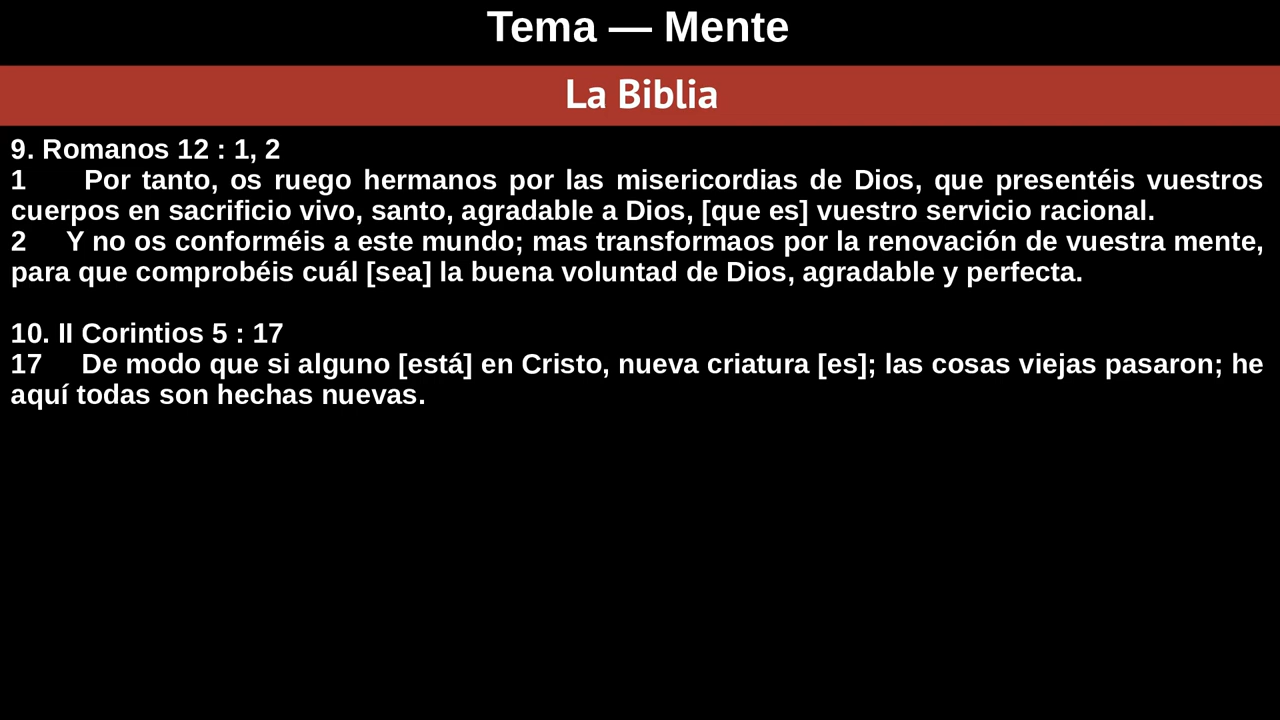 Tema — Mente
La Biblia
9. Romanos 12 : 1, 2
1 Por tanto, os ruego hermanos por las misericordias de Dios, que presentéis vuestros
cuerpos en sacrificio vivo, santo, agradable a Dios, [que es] vuestro servicio racional.
2 Y no os conforméis a este mundo; mas transformaos por la renovación de vuestra mente,
para que comprobéis cuál [sea] la buena voluntad de Dios, agradable y perfecta.
10. II Corintios 5 : 17
17 De modo que si alguno [está] en Cristo, nueva criatura [es]; las cosas viejas pasaron; he
aquí todas son hechas nuevas.